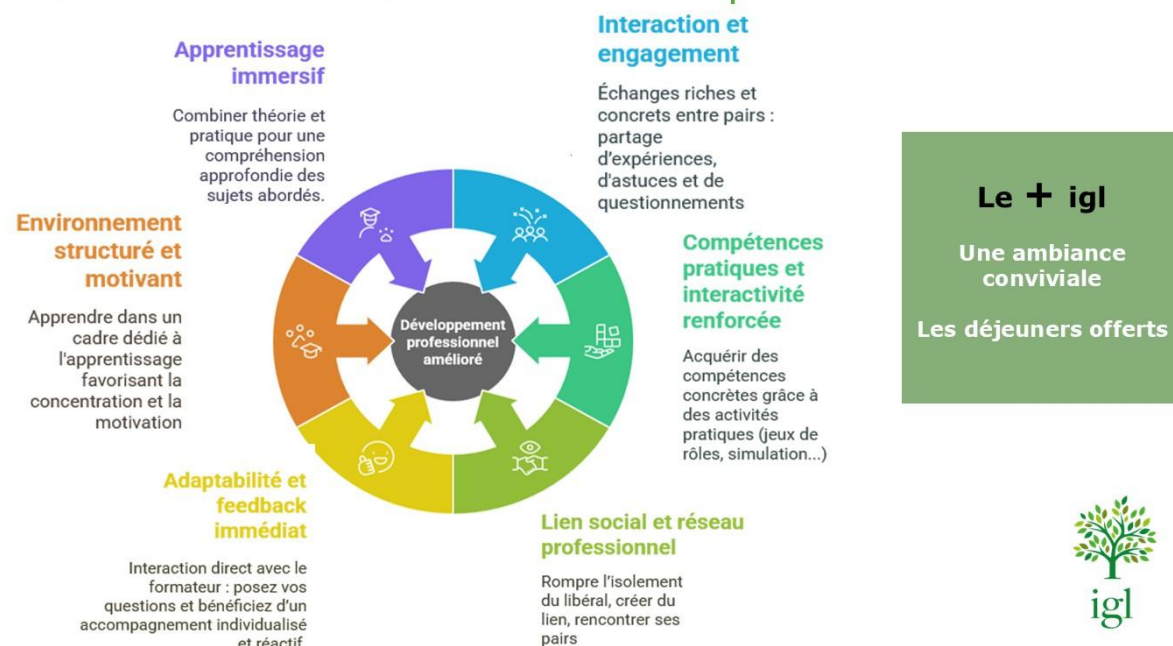 Interaction et
engagement
Échanges riches et
concrets entre pairs :
partage
d'expériences,
d'astuces et de
questionnements
Apprentissage
immersif
Combiner théorie et
pratique pour une
compréhension
approfondie des
sujets abordés.
Environnement
structuré et
motivant
Apprendre dans un
cadre dédié à
l'apprentissage
favorisant la
concentration et la
motivation
Développement
professionnel
amélioré
Compétences
pratiques et
interactivité
renforcée
Acquérir des
compétences
concrètes grâce à
des activités
pratiques (jeux de
rôles, simulation...)
Adaptabilité et
feedback
immédiat
Interaction direct avec le
formateur : posez vos
questions et bénéficiez d'un
accompagnement individualisé
et réactif
Lien social et réseau
professionnel
Rompre l'isolement
du libéral, créer du
lien, rencontrer ses
pairs
Le + igl
Une ambiance
conviviale
Les déjeuners offerts
igl